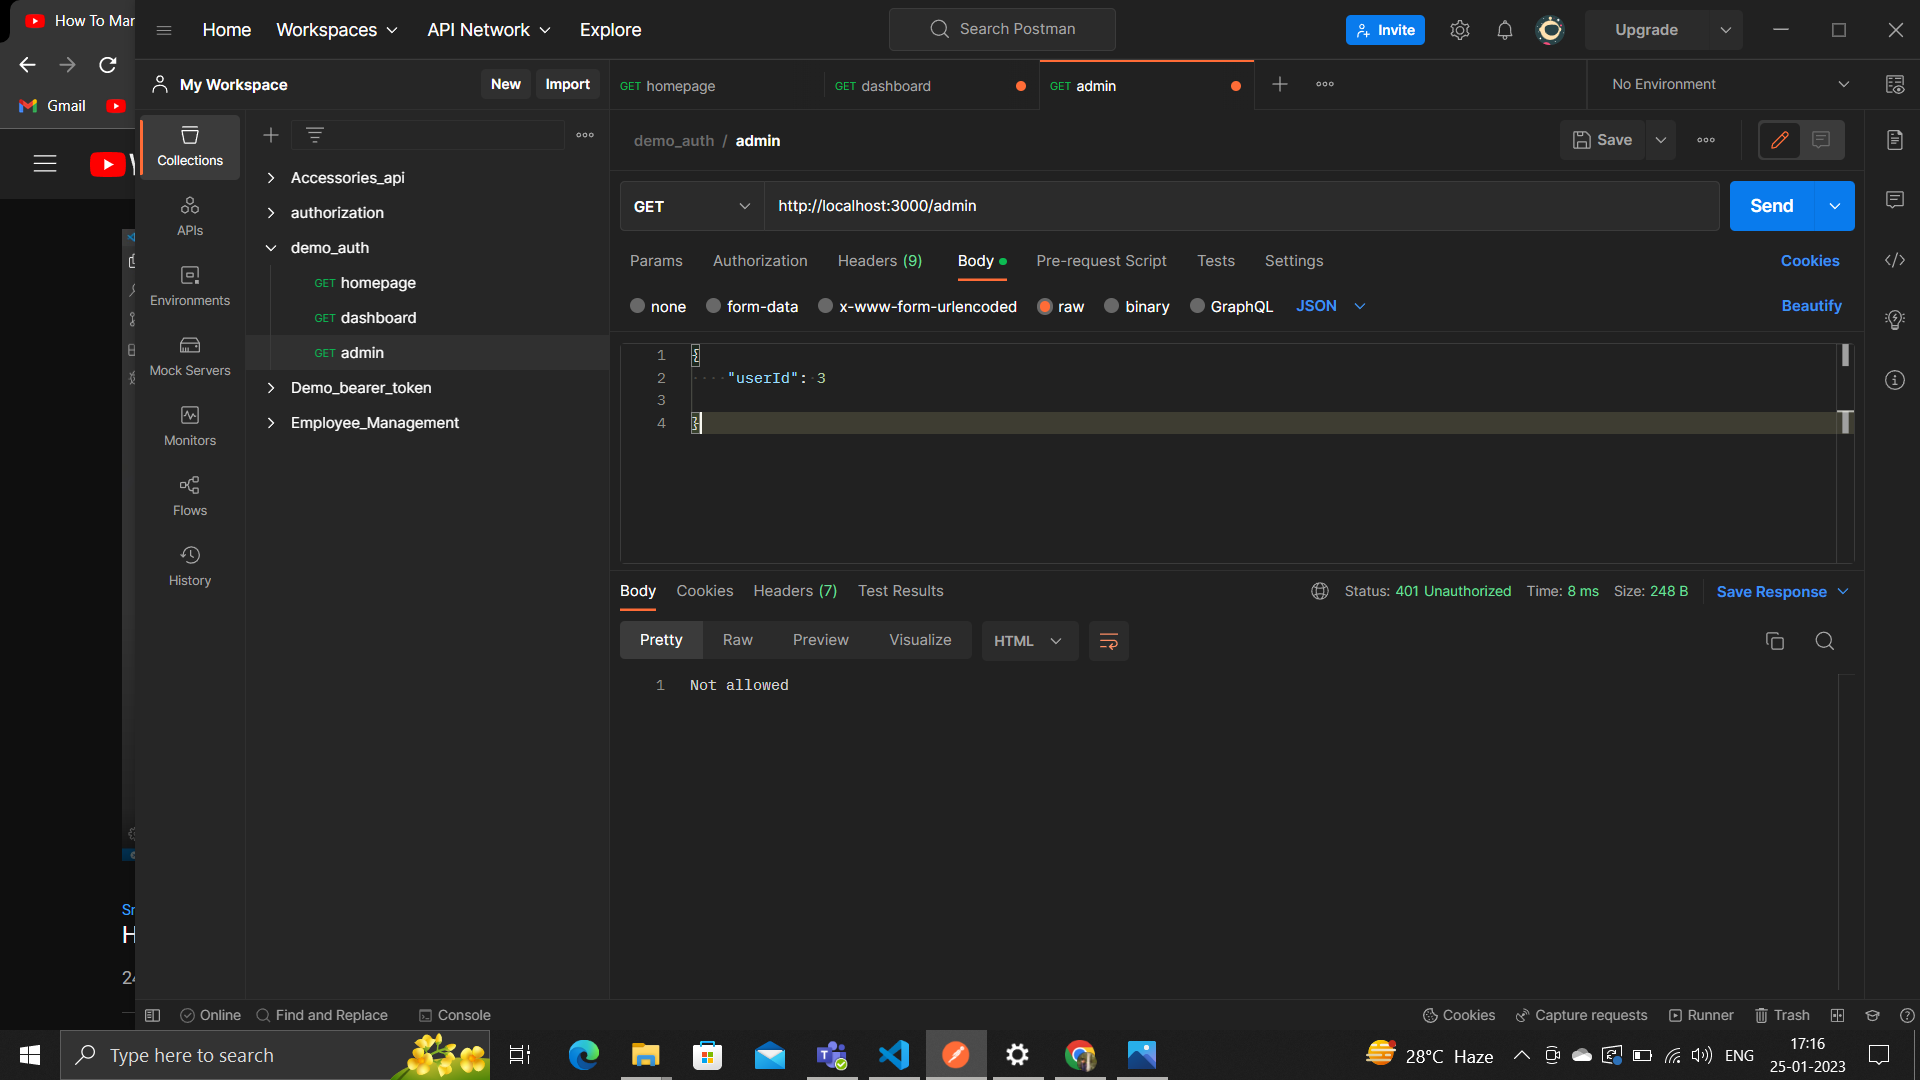 How To Mar
Home
Workspaces
API Network
Explore
Search Postman
Invite
Upgrade
Gmail
My Workspace
New
Import
GET homepage
GET dashboard
GET admin
No Environment
Collections
APIs
Environments
Mock Servers
Monitors
Flows
History
Accessories_api
authorization
demo_auth
GET homepage
GET dashboard
GET admin
Demo_bearer_token
Employee_Management
demo_auth / admin
Save
GET
http://localhost:3000/admin
Send
Params
Authorization
Headers (9)
Body
Pre-request Script
Tests
Settings
Cookies
none
form-data
x-www-form-urlencoded
raw
binary
GraphQL
JSON
Beautify
1 {
2 "userId": 3
3
4 }
Body
Cookies
Headers (7)
Test Results
Status: 401 Unauthorized
Time: 8 ms
Size: 248 B
Save Response
Pretty
Raw
Preview
Visualize
HTML
1 Not allowed
Sr
H
Online
Find and Replace
Console
Cookies
Capture requests
Runner
Trash
Type here to search
28°C Haze
ENG
17:16
25-01-2023